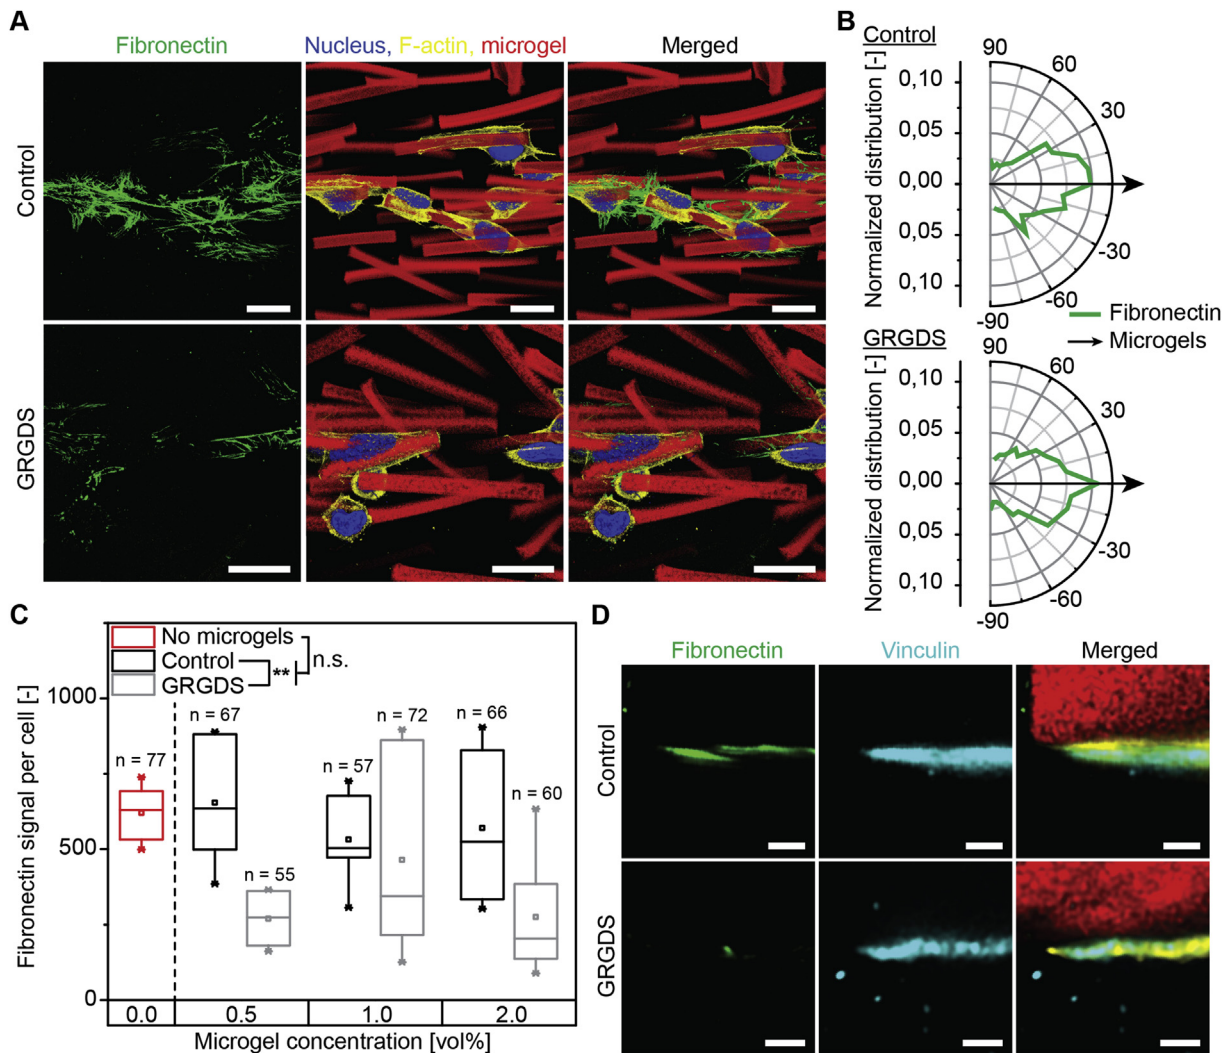 A
Fibronectin
Nucleus, F-actin, microgel
Merged
Control
GRGDS
B
Control
Normalized distribution [-]
0,10
0,05
0,00
0,05
0,10
90
60
30
-30
-60
-90
Fibronectin
Microgels
GRGDS
Normalized distribution [-]
0,10
0,05
0,00
0,05
0,10
90
60
30
-30
-60
-90
C
No microgels
Control
GRGDS
**
n.s.
Fibronectin signal per cell [-]
1000
500
0
n = 77
n = 67
n = 55
n = 57
n = 72
n = 66
n = 60
0.0
0.5
1.0
2.0
Microgel concentration [vol%]
D
Fibronectin
Vinculin
Merged
Control
GRGDS